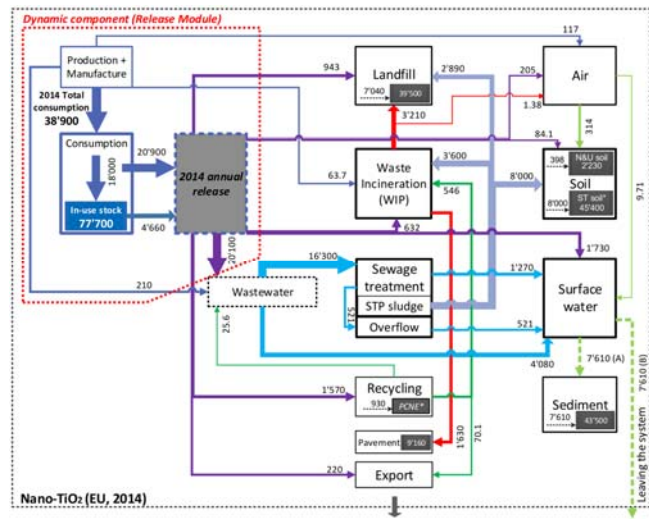 Dynamic component (Release Module)
117
Production +
Manufacture
943
Landfill
2'890
205
Air
7'040
39'500
2014 Total
consumption
38'900
3'210
1.38
314
84.1
Consumption
18'000
20'900
2014 annual
release
63.7
Waste
Incineration
(WIP)
3'600
546
8'000
398
N&U soil
2'230
Soil
8'000
ST soil*
45'400
9.71
In-use stock
77'700
4'660
632
20'100
1'730
16'300
Sewage
treatment
1'270
Surface
water
210
Wastewater
STP sludge
521
Overflow
521
25.6
4'080
7'610 (A)
7'610 (B)
1'570
Recycling
930
PCNE*
Sediment
7'610
43'500
Pavement
9'160
1'630
70.1
220
Export
Leaving the system
Nano-TiO₂ (EU, 2014)